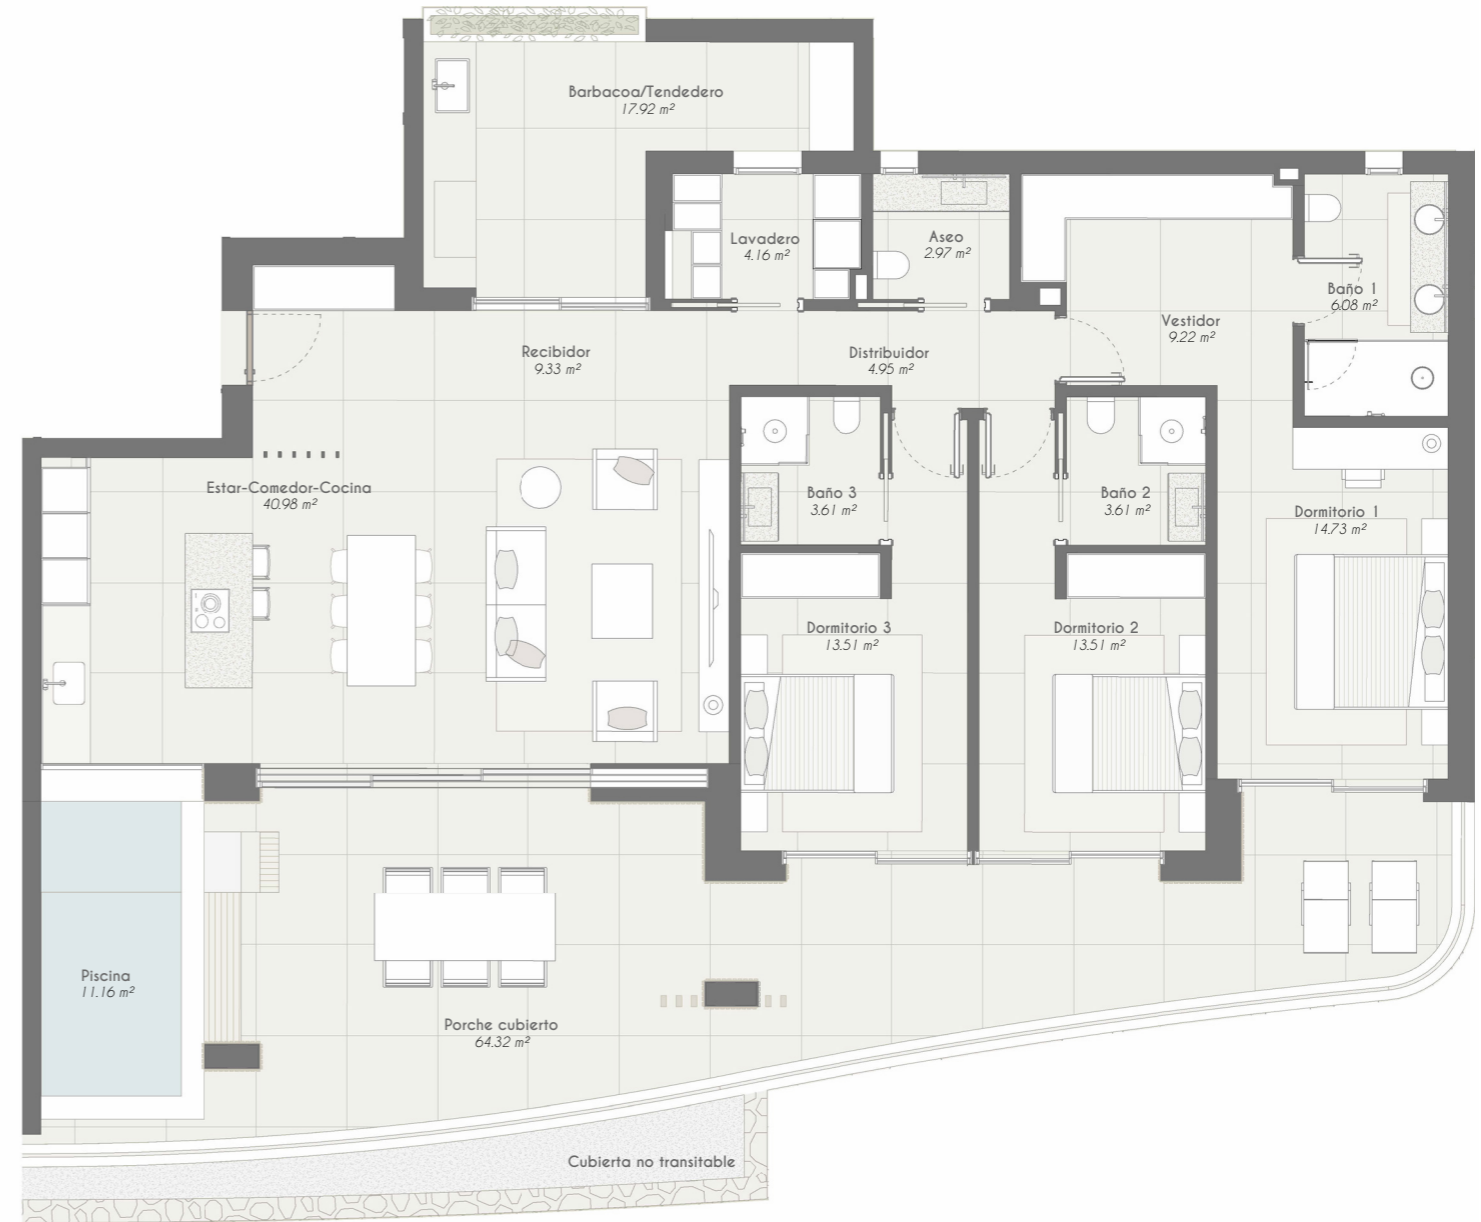 Barbacoa/Tendedero
17.92 m²
Lavadero
4.16 m²
Aseo
2.97 m²
Baño 1
6.08 m²
Vestidor
9.22 m²
Recibidor
9.33 m²
Distribuidor
4.95 m²
Estar-Comedor-Cocina
40.98 m²
Baño 3
3.61 m²
Baño 2
3.61 m²
Dormitorio 1
14.73 m²
Dormitorio 3
13.51 m²
Dormitorio 2
13.51 m²
Piscina
11.16 m²
Porche cubierto
64.32 m²
Cubierta no transitable